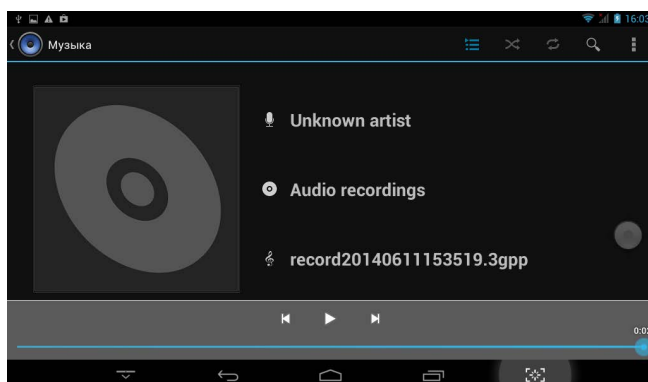 16:03
Музыка
Unknown artist
Audio recordings
record20140611153519.3gpp